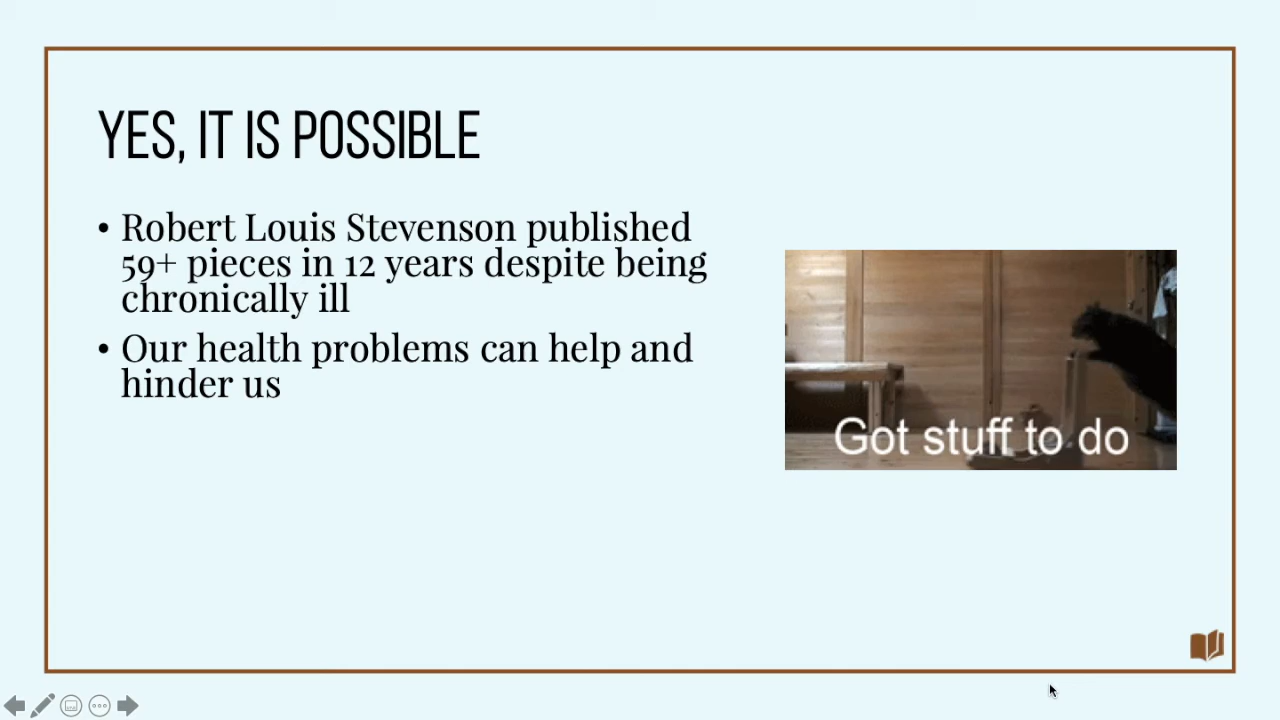 YES, IT IS POSSIBLE
• Robert Louis Stevenson published
59+ pieces in 12 years despite being
chronically ill
• Our health problems can help and
hinder us
Got stuff to do